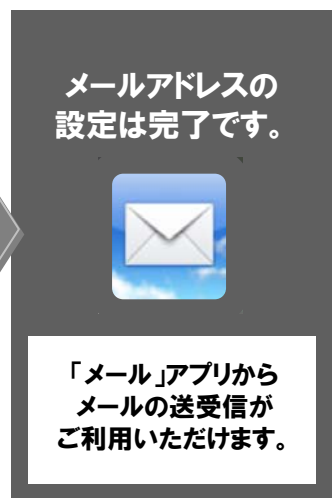 メールアドレスの
設定は完了です。
「メール」アプリから
メールの送受信が
ご利用いただけます。